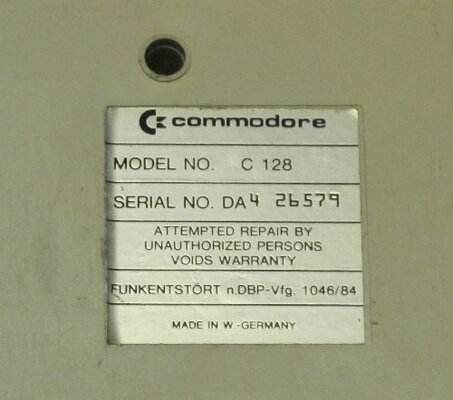 commodore
MODEL NO. C 128
SERIAL NO. DA4 26579
ATTEMPTED REPAIR BY
UNAUTHORIZED PERSONS
VOIDS WARRANTY
FUNKENTSTÖRT n.DBP-Vfg. 1046/84
MADE IN W.-GERMANY